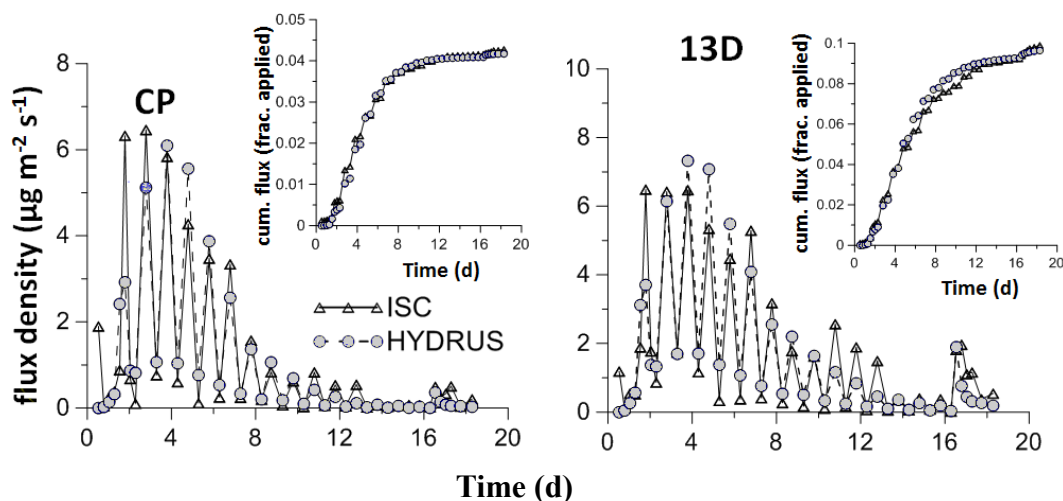 CP
flux density (µg m⁻² s⁻¹)
8
6
4
2
0
0 4 8 12 16 20
cum. flux (frac. applied)
0.05
0.04
0.03
0.02
0.01
0
0 4 8 12 16 20
Time (d)
ISC
HYDRUS
13D
10
8
6
4
2
0
0 4 8 12 16 20
cum. flux (frac. applied)
0.1
0.08
0.06
0.04
0.02
0
0 4 8 12 16 20
Time (d)
Time (d)